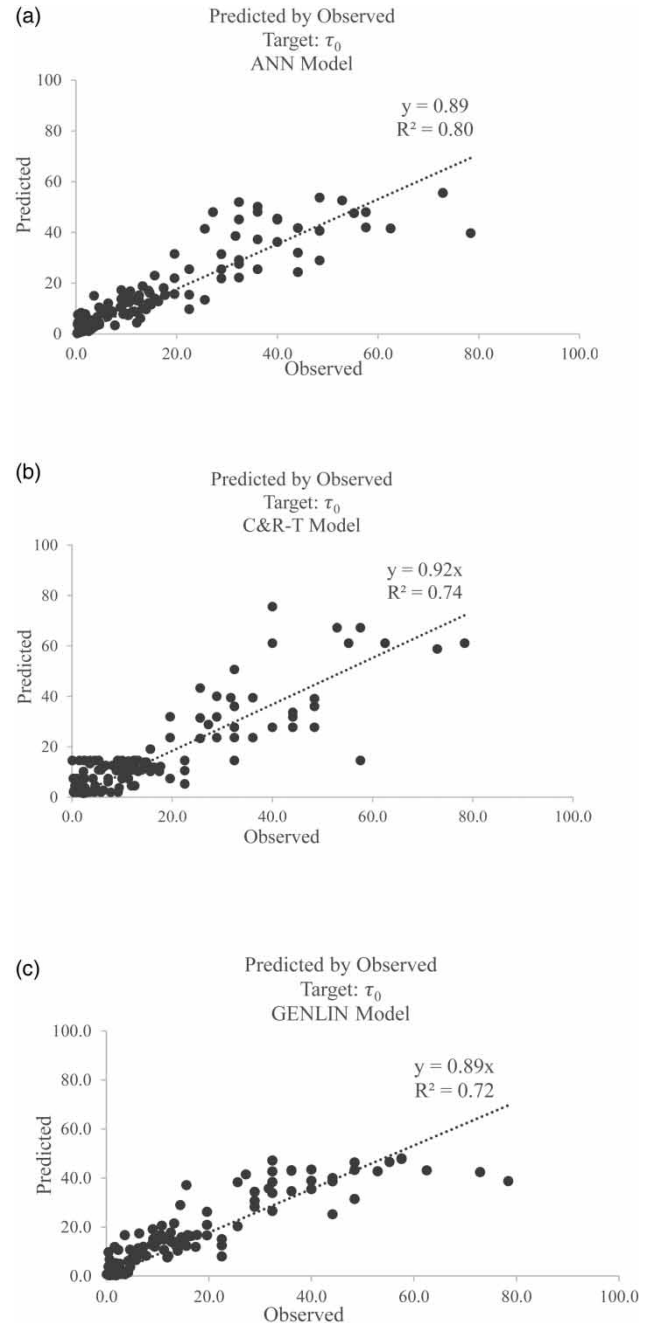 (a)
Predicted by Observed
Target: τ₀
ANN Model
100
y = 0.89
R² = 0.80
80
60
Predicted
40
20
0
0.0 20.0 40.0 60.0 80.0 100.0
Observed
(b)
Predicted by Observed
Target: τ₀
C&R-T Model
100
y = 0.92x
R² = 0.74
80
60
Predicted
40
20
0
0.0 20.0 40.0 60.0 80.0 100.0
Observed
(c)
Predicted by Observed
Target: τ₀
GENLIN Model
100.0
y = 0.89x
R² = 0.72
80.0
60.0
Predicted
40.0
20.0
0.0
0.0 20.0 40.0 60.0 80.0 100.0
Observed